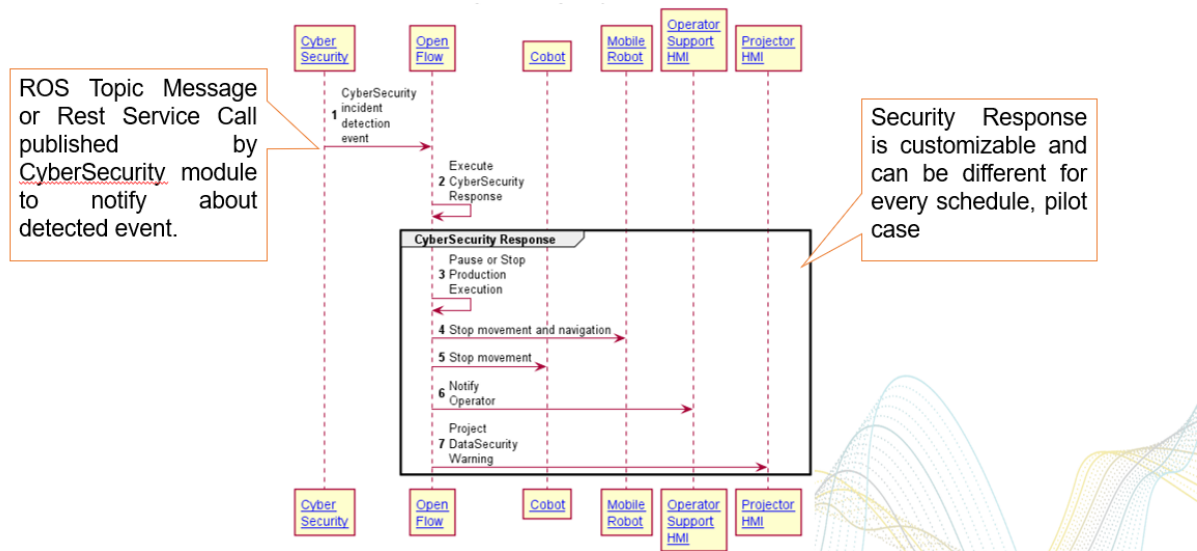 Cyber
Security
Open
Flow
Cobot
Mobile
Robot
Operator
Support
HMI
Projector
HMI
ROS Topic Message
or Rest Service Call
published by
CyberSecurity module
to notify about
detected event.
1 CyberSecurity
incident
detection
event
Security Response
is customizable and
can be different for
every schedule, pilot
case
2 Execute
CyberSecurity
Response
CyberSecurity Response
3 Pause or Stop
Production
Execution
4 Stop movement and navigation
5 Stop movement
6 Notify
Operator
7 Project
DataSecurity
Warning
Cyber
Security
Open
Flow
Cobot
Mobile
Robot
Operator
Support
HMI
Projector
HMI